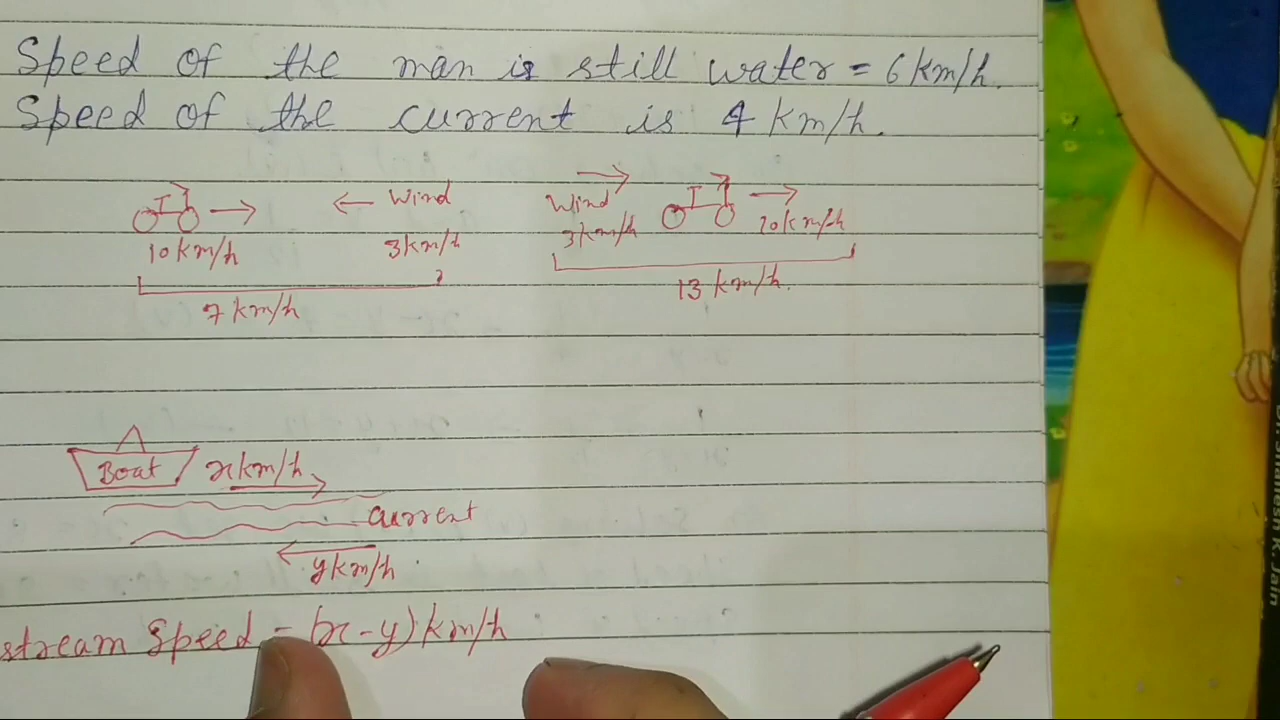 Speed of the man is still water = 6 km/h.
Speed of the current is 4 km/h.
Wind
Wind
10 km/h
3 km/h
3 km/h
10 km/h
7 km/h
13 km/h.
Boat x km/h
current
y km/h
stream speed = (x-y) km/h
K. Jain